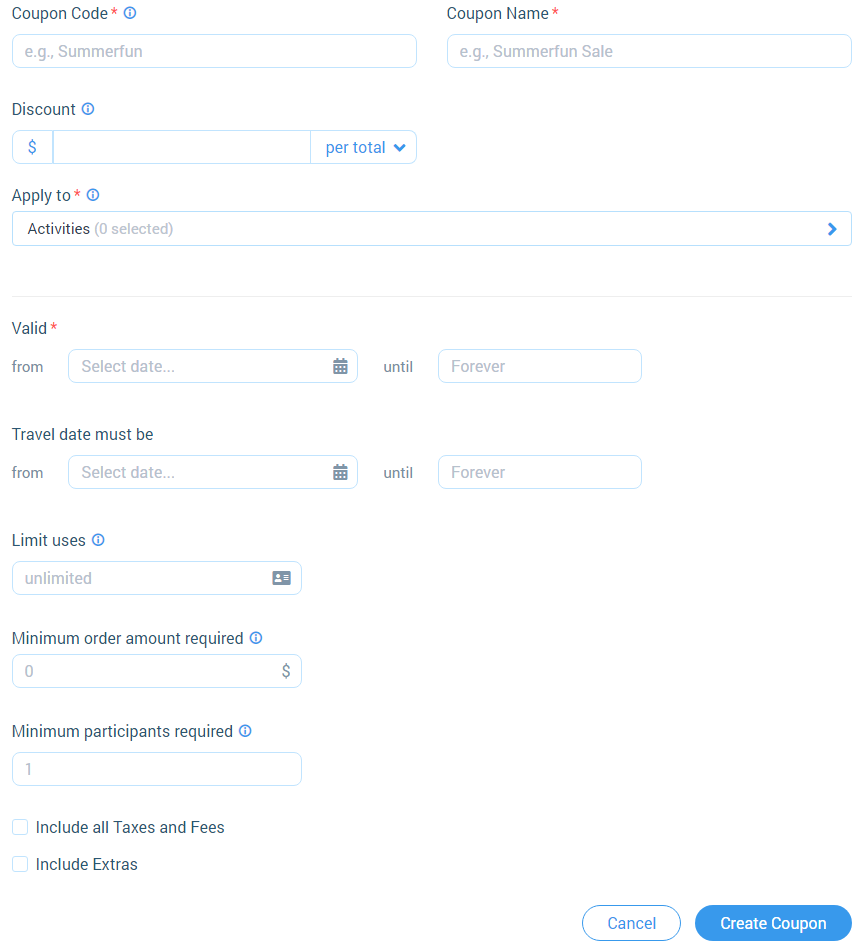 Coupon Code * Coupon Name *
e.g., Summerfun e.g., Summerfun Sale
Discount
$ per total
Apply to *
Activities (0 selected)
Valid *
from Select date... until Forever
Travel date must be
from Select date... until Forever
Limit uses
unlimited
Minimum order amount required
0 $
Minimum participants required
1
Include all Taxes and Fees
Include Extras
Cancel Create Coupon